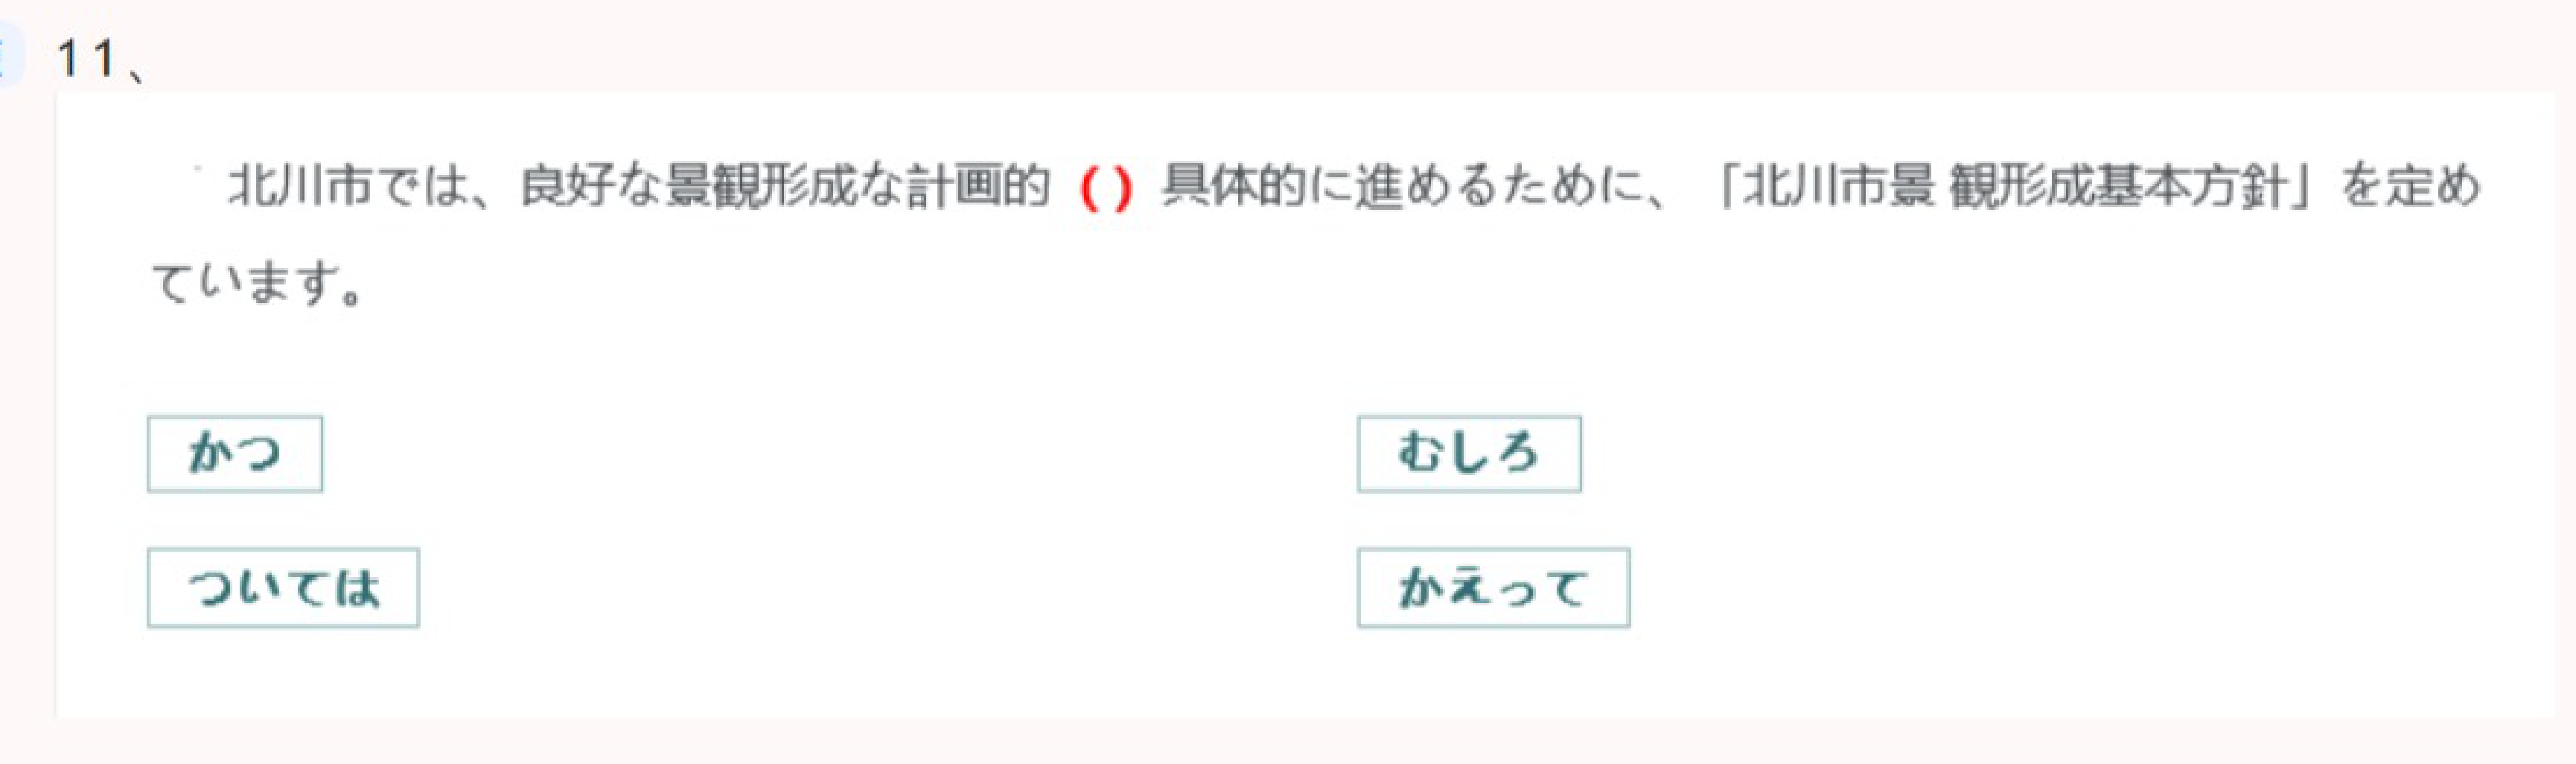 11、
北川市では、良好な景観形成な計画的 ( ) 具体的に進めるために、「北川市景 観形成基本方針」を定め
ています。
かつ
むしろ
ついては
かえって